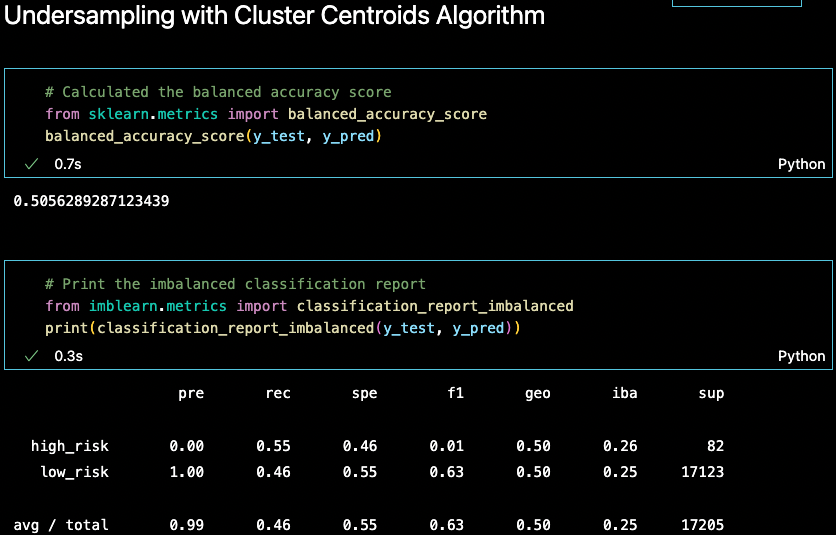 Undersampling with Cluster Centroids Algorithm
# Calculated the balanced accuracy score
from sklearn.metrics import balanced_accuracy_score
balanced_accuracy_score(y_test, y_pred)
✓ 0.7s Python
0.5056289287123439
# Print the imbalanced classification report
from imblearn.metrics import classification_report_imbalanced
print(classification_report_imbalanced(y_test, y_pred))
✓ 0.3s Python
pre rec spe f1 geo iba sup
high_risk 0.00 0.55 0.46 0.01 0.50 0.26 82
low_risk 1.00 0.46 0.55 0.63 0.50 0.25 17123
avg / total 0.99 0.46 0.55 0.63 0.50 0.25 17205